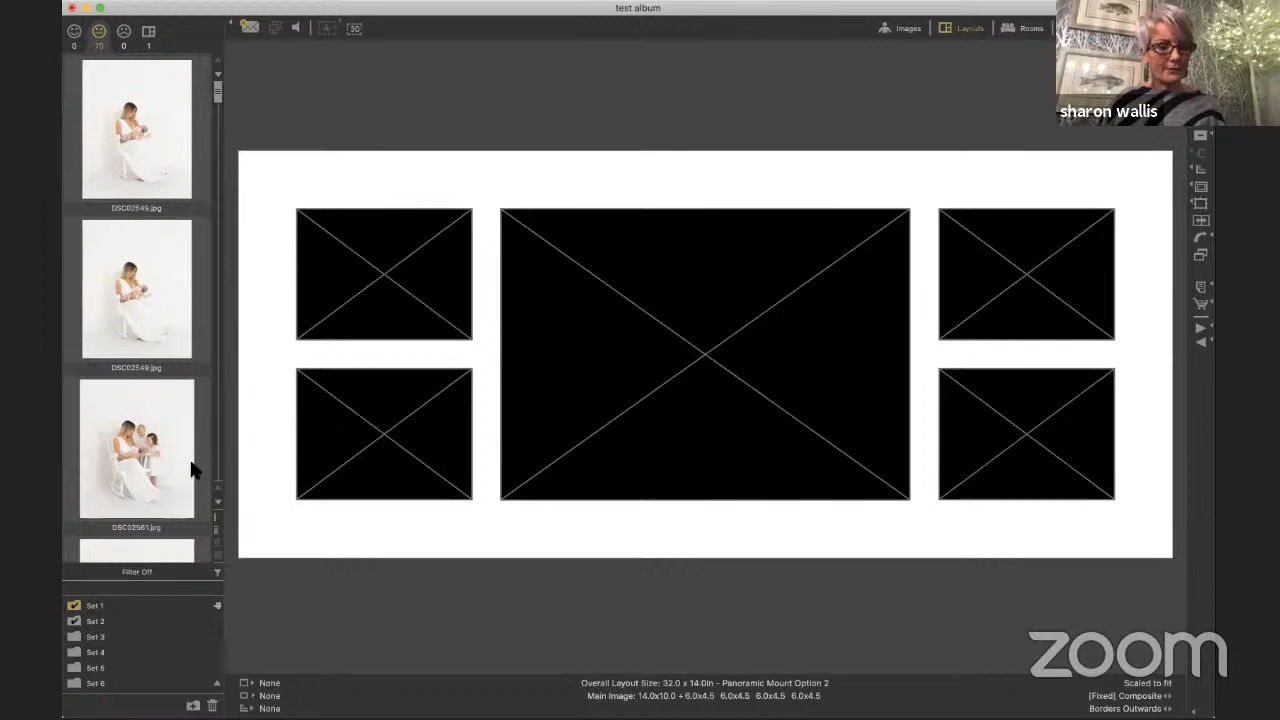 test album
0 70 0 1
30
Images Layouts Rooms
sharon wallis
DSC02549.jpg
DSC02549.jpg
DSC02561.jpg
Filter Off
Set 1
Set 2
Set 3
Set 4
Set 5
Set 6
None
None
None
Overall Layout Size: 32.0 x 14.0in - Panoramic Mount Option 2
Main Image: 14.0x10.0 + 6.0x4.5 6.0x4.5 6.0x4.5 6.0x4.5
Scaled to fit
[Fixed] Composite
Borders Outwards
zoom